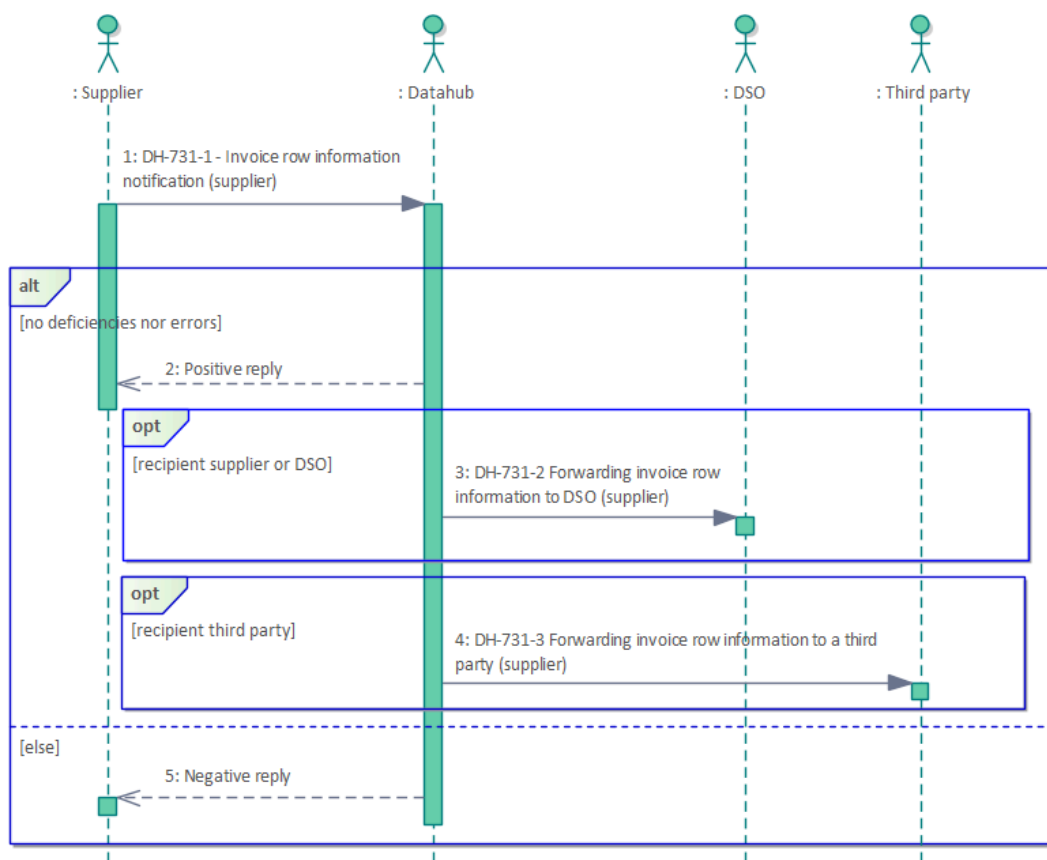 : Supplier
: Datahub
: DSO
: Third party
1: DH-731-1 - Invoice row information
notification (supplier)
alt
[no deficiencies nor errors]
2: Positive reply
opt
[recipient supplier or DSO]
3: DH-731-2 Forwarding invoice row
information to DSO (supplier)
opt
[recipient third party]
4: DH-731-3 Forwarding invoice row information to a third
party (supplier)
[else]
5: Negative reply